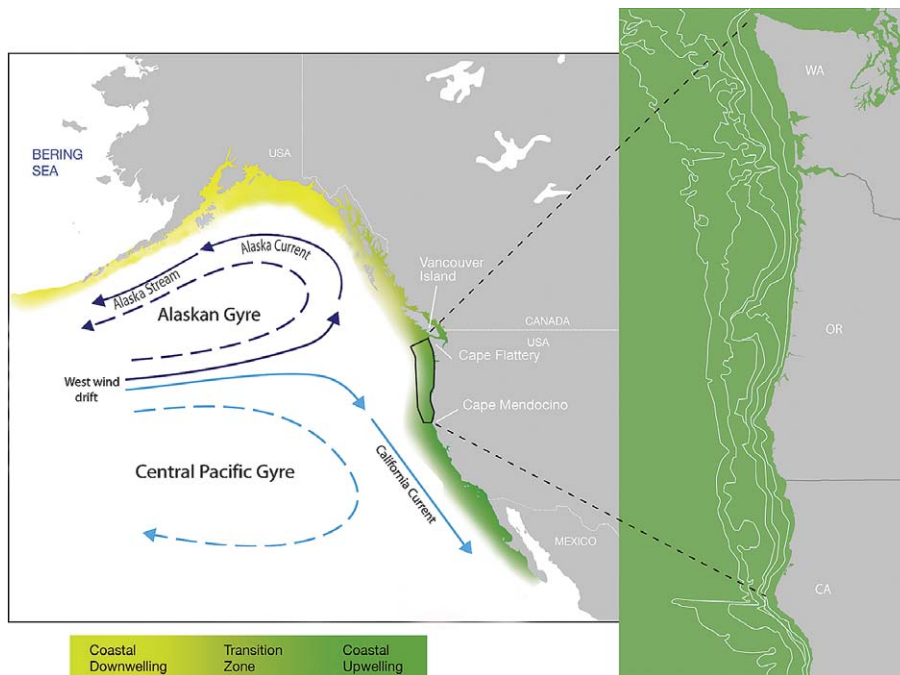 BERING
SEA
USA
Alaska Current
Alaska Stream
Alaskan Gyre
West wind
drift
Central Pacific Gyre
California Current
Vancouver
Island
CANADA
USA
Cape Flattery
Cape Mendocino
MEXICO
WA
OR
CA
Coastal
Downwelling
Transition
Zone
Coastal
Upwelling